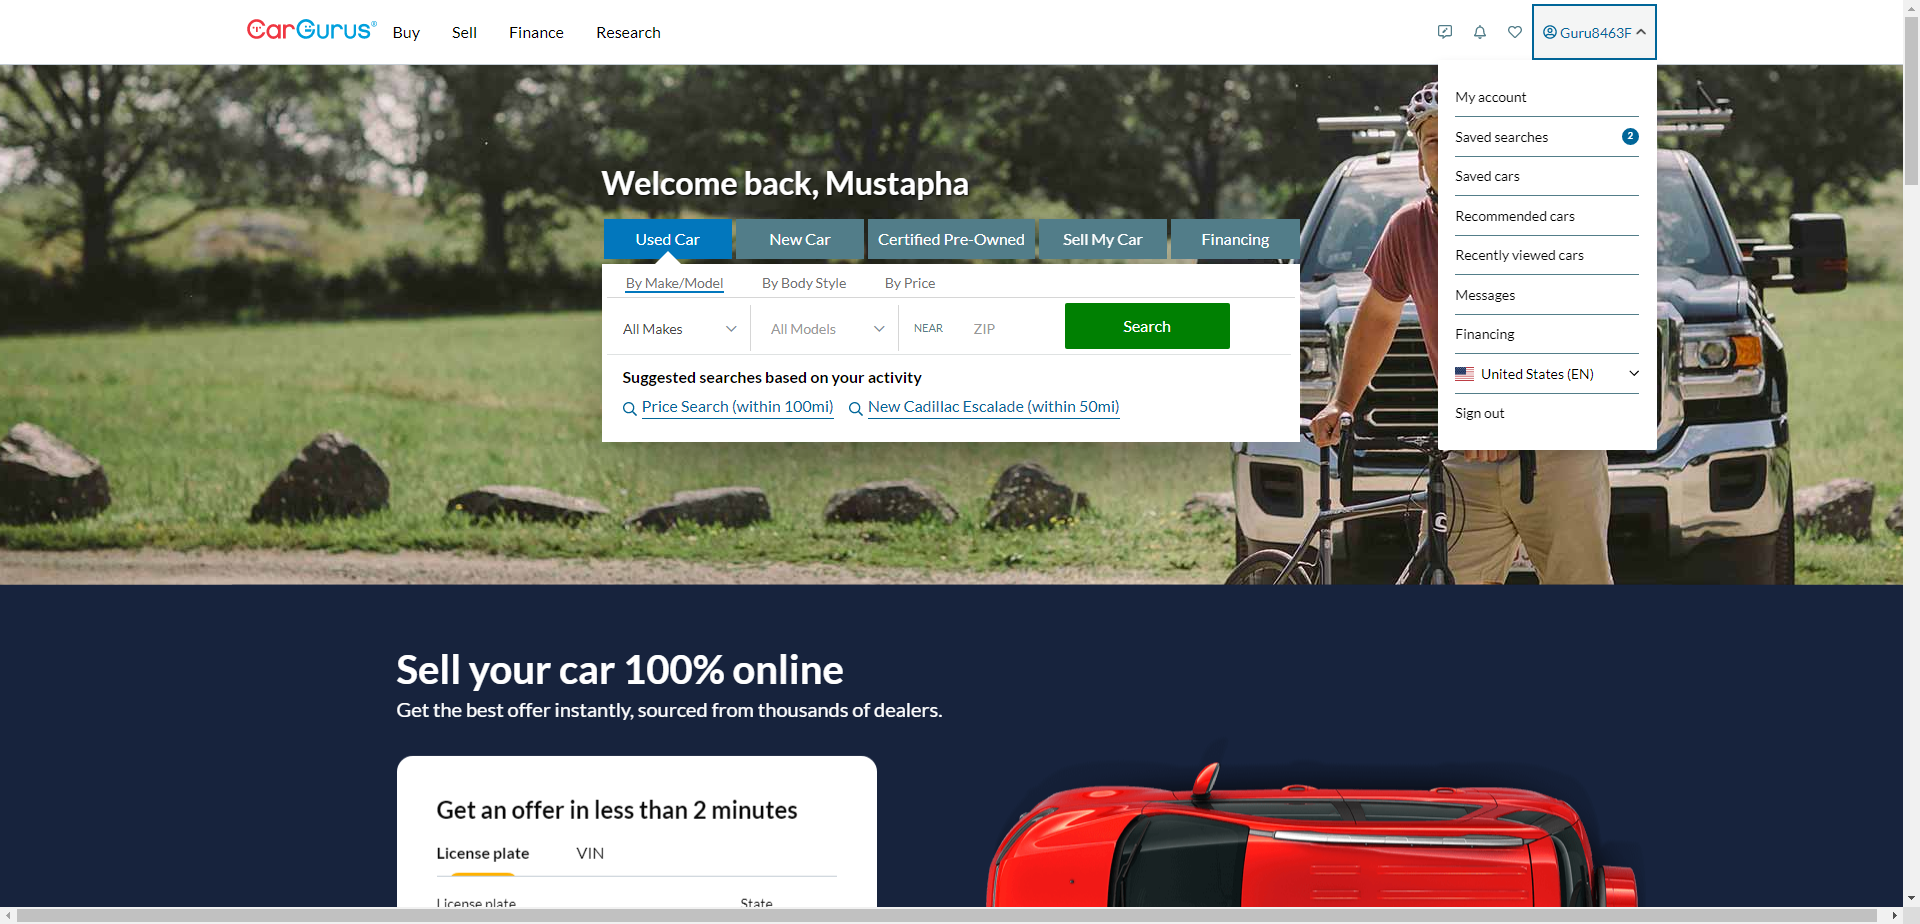 CarGurus®
Buy
Sell
Finance
Research
Guru8463F
My account
Saved searches
2
Saved cars
Recommended cars
Recently viewed cars
Messages
Financing
United States (EN)
Sign out
Welcome back, Mustapha
Used Car
New Car
Certified Pre-Owned
Sell My Car
Financing
By Make/Model
By Body Style
By Price
All Makes
All Models
NEAR
ZIP
Search
Suggested searches based on your activity
Price Search (within 100mi)
New Cadillac Escalade (within 50mi)
Sell your car 100% online
Get the best offer instantly, sourced from thousands of dealers.
Get an offer in less than 2 minutes
License plate
VIN
License plate
State